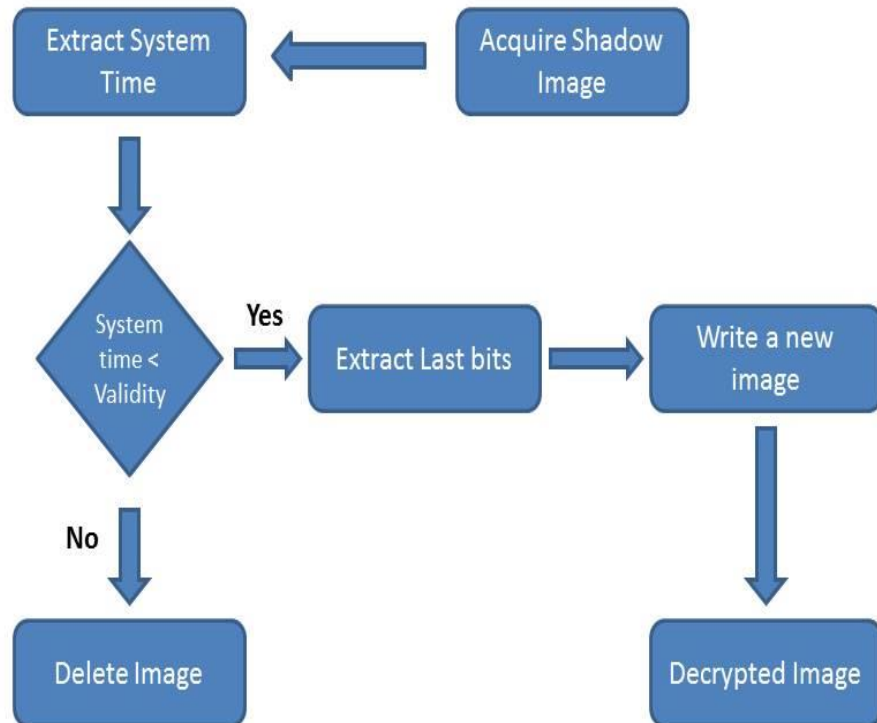 Extract System
Time
Acquire Shadow
Image
System
time <
Validity
Yes
Extract Last bits
Write a new
image
No
Delete Image
Decrypted Image